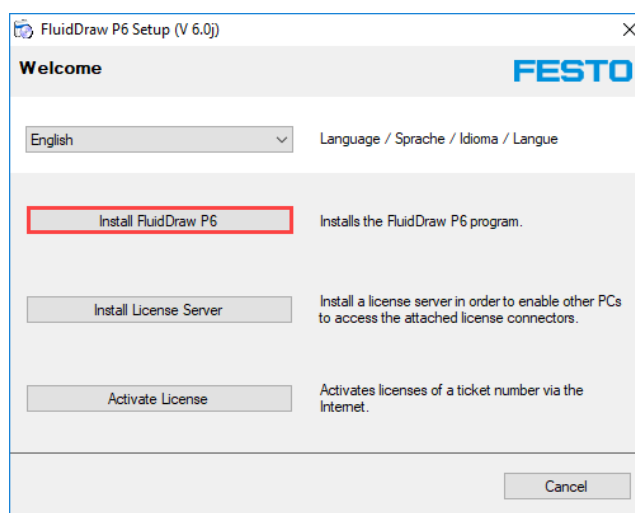 FluidDraw P6 Setup (V 6.0j)
Welcome
FESTO
English
Language / Sprache / Idioma / Langue
Install FluidDraw P6
Installs the FluidDraw P6 program.
Install License Server
Install a license server in order to enable other PCs
to access the attached license connectors.
Activate License
Activates licenses of a ticket number via the
Internet.
Cancel